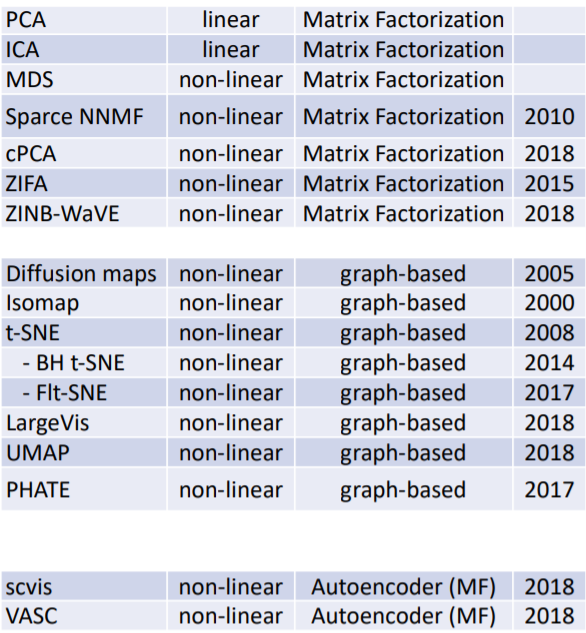 PCA linear Matrix Factorization
ICA linear Matrix Factorization
MDS non-linear Matrix Factorization
Sparce NNMF non-linear Matrix Factorization 2010
cPCA non-linear Matrix Factorization 2018
ZIFA non-linear Matrix Factorization 2015
ZINB-WaVE non-linear Matrix Factorization 2018
Diffusion maps non-linear graph-based 2005
Isomap non-linear graph-based 2000
t-SNE non-linear graph-based 2008
- BH t-SNE non-linear graph-based 2014
- Flt-SNE non-linear graph-based 2017
LargeVis non-linear graph-based 2018
UMAP non-linear graph-based 2018
PHATE non-linear graph-based 2017
scvis non-linear Autoencoder (MF) 2018
VASC non-linear Autoencoder (MF) 2018